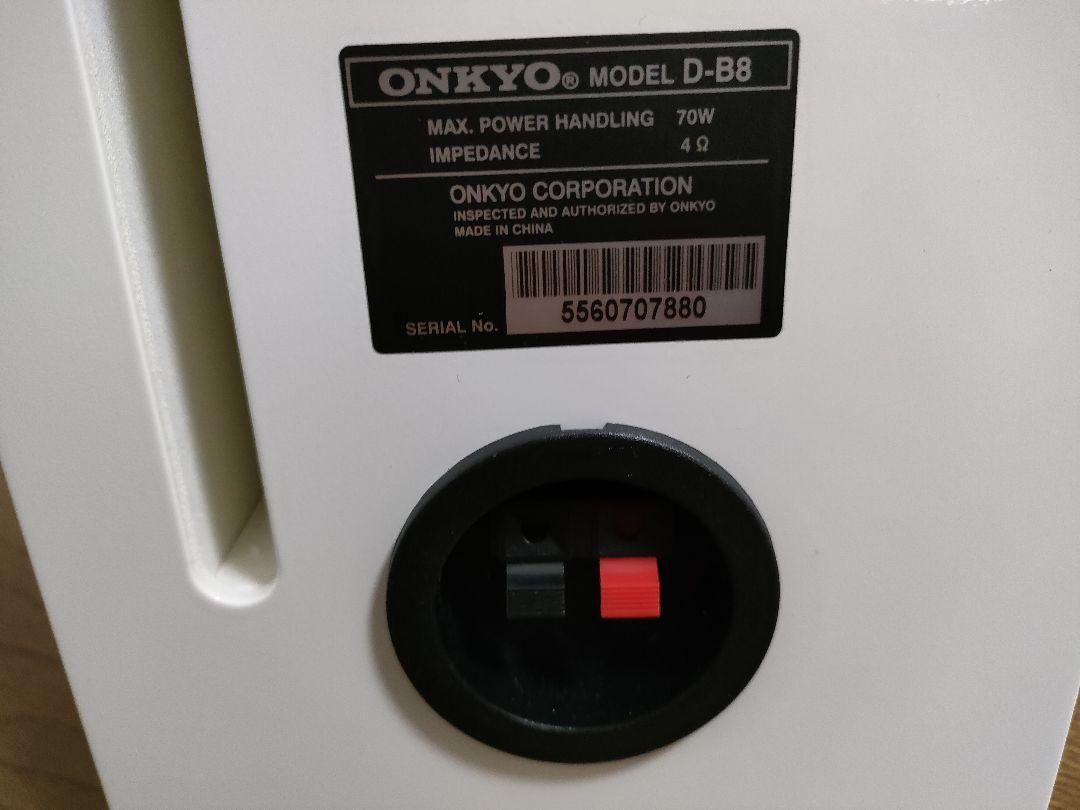 ONKYO® MODEL D-B8
MAX. POWER HANDLING 70W
IMPEDANCE 4 Ω
ONKYO CORPORATION
INSPECTED AND AUTHORIZED BY ONKYO
MADE IN CHINA
SERIAL No. 5560707880